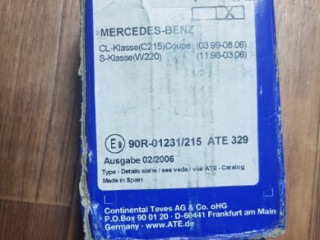 X
MERCEDES-BENZ
CL-Klasse(C215)Coupe (03.99-08.06)
S-Klasse(W220) (11.98-03.06)
E9 90R-01231/215 ATE 329
Ausgabe 02/2006
Type - Details siehe / see / voir ATE - Catalog
Made in Spain
Continental Teves AG & Co. oHG
P.O.Box 90 01 20 - D-60441 Frankfurt am Main
Germany - www.ATE.de